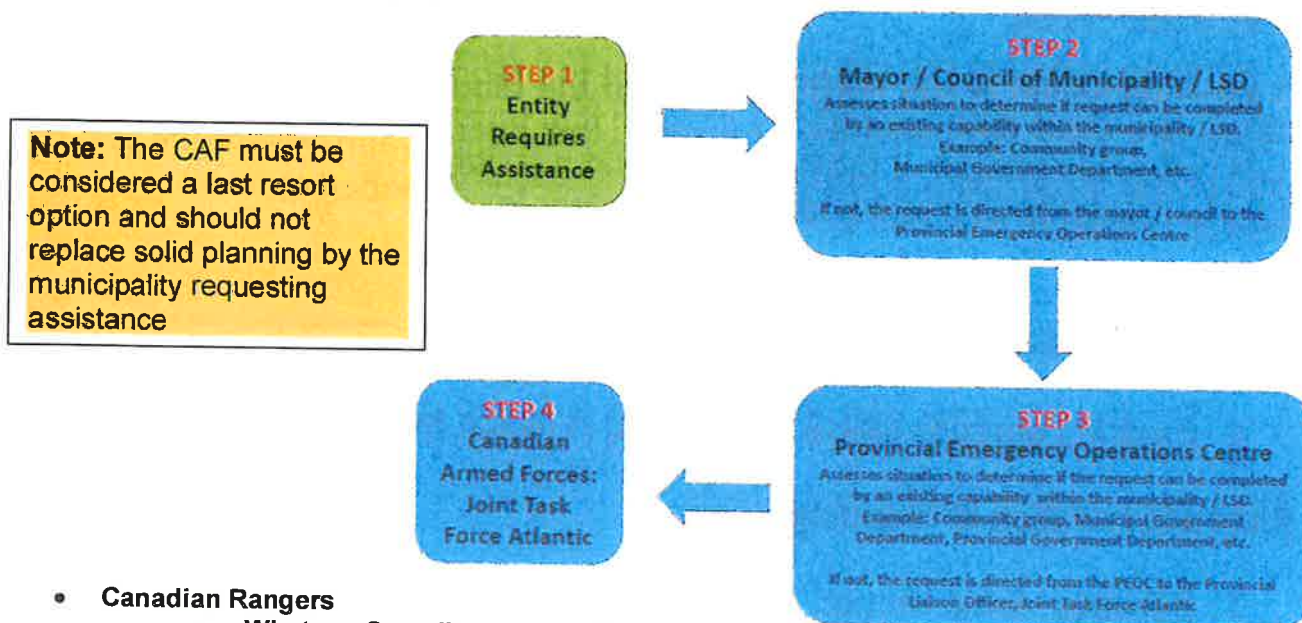 STEP 1
Entity
Requires
Assistance
STEP 2
Mayor / Council of Municipality / LSD
Assesses situation to determine if request can be completed
by an existing capability within the municipality / LSD.
Example: Community group,
Municipal Government Department, etc.
If not, the request is directed from the mayor / council to the
Provincial Emergency Operations Centre
Note: The CAF must be
considered a last resort
option and should not
replace solid planning by the
municipality requesting
assistance
STEP 3
Provincial Emergency Operations Centre
Assesses situation to determine if the request can be completed
by an existing capability within the municipality / LSD.
Example: Community group, Municipal Government
Department, Provincial Government Department, etc.
If not, the request is directed from the PEOC to the Provincial
Liaison Officer, Joint Task Force Atlantic
STEP 4
Canadian
Armed Forces:
Joint Task
Force Atlantic
• Canadian Rangers